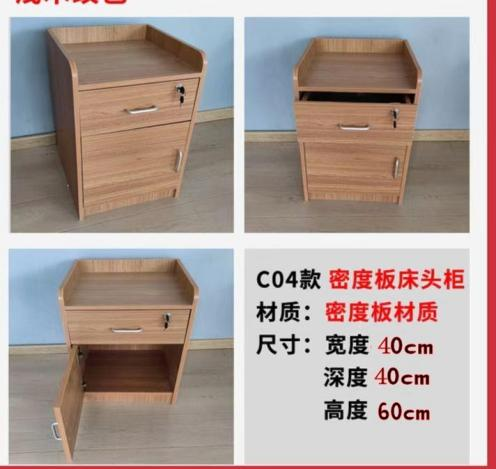 C04款 密度板床头柜
材质：密度板材质
尺寸：宽度 40cm
深度 40cm
高度 60cm